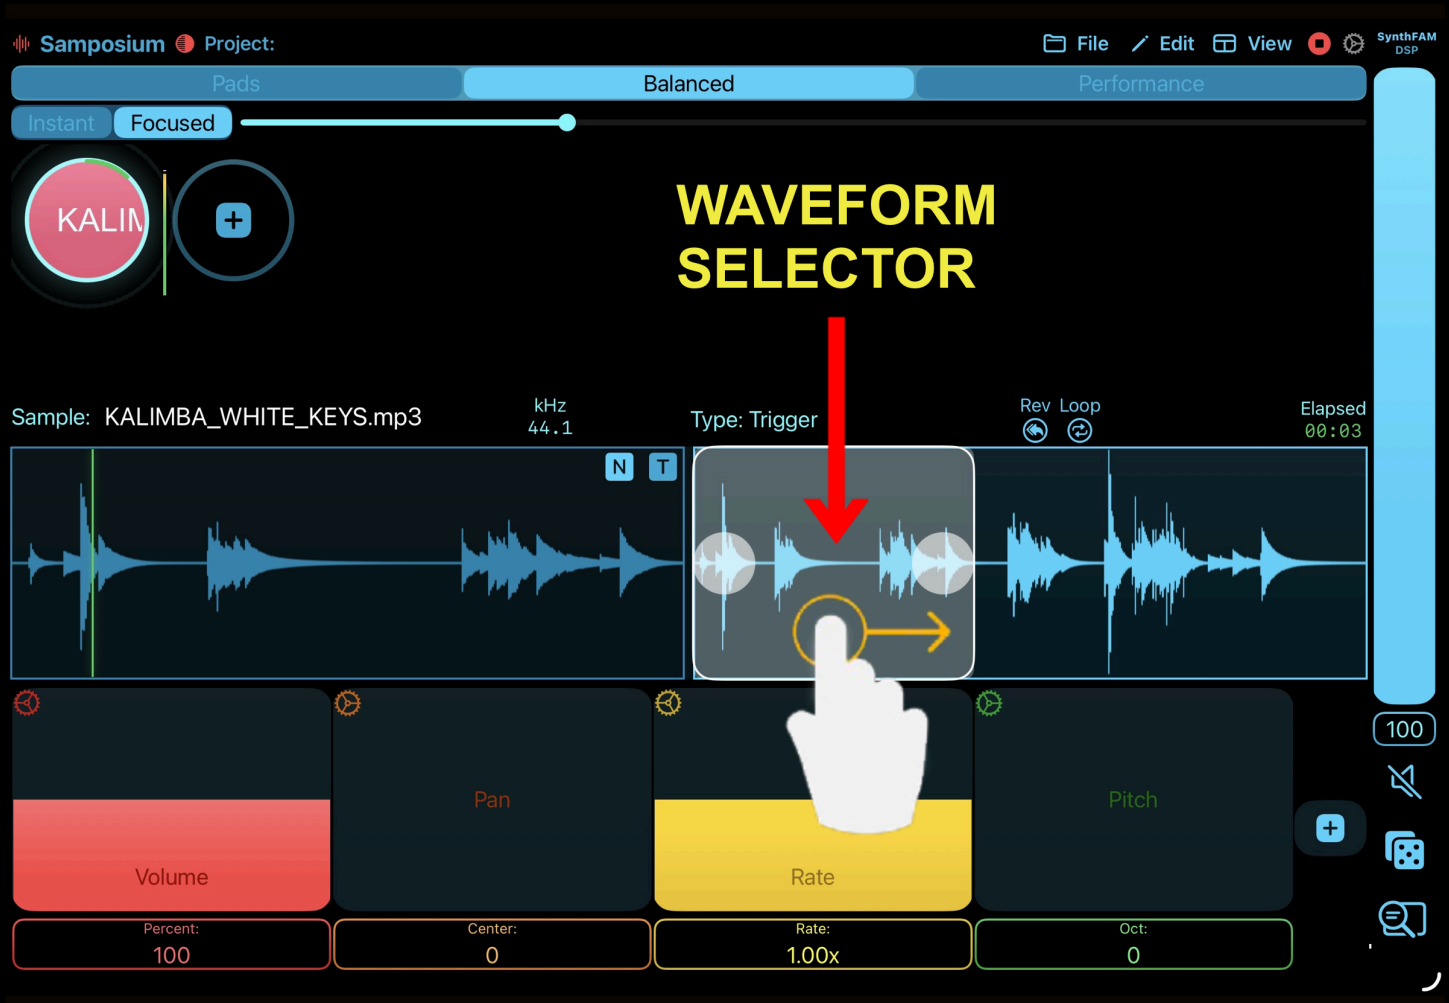 Samposium Project: File Edit View SynthFAM
DSP
Pads Balanced Performance
Instant Focused
KALIM
WAVEFORM
SELECTOR
Sample: KALIMBA_WHITE_KEYS.mp3
kHz
44.1
Type: Trigger
Rev Loop
Elapsed
00:03
N T
Volume
Pan
Rate
Pitch
100
Percent:
100
Center:
0
Rate:
1.00x
Oct:
0